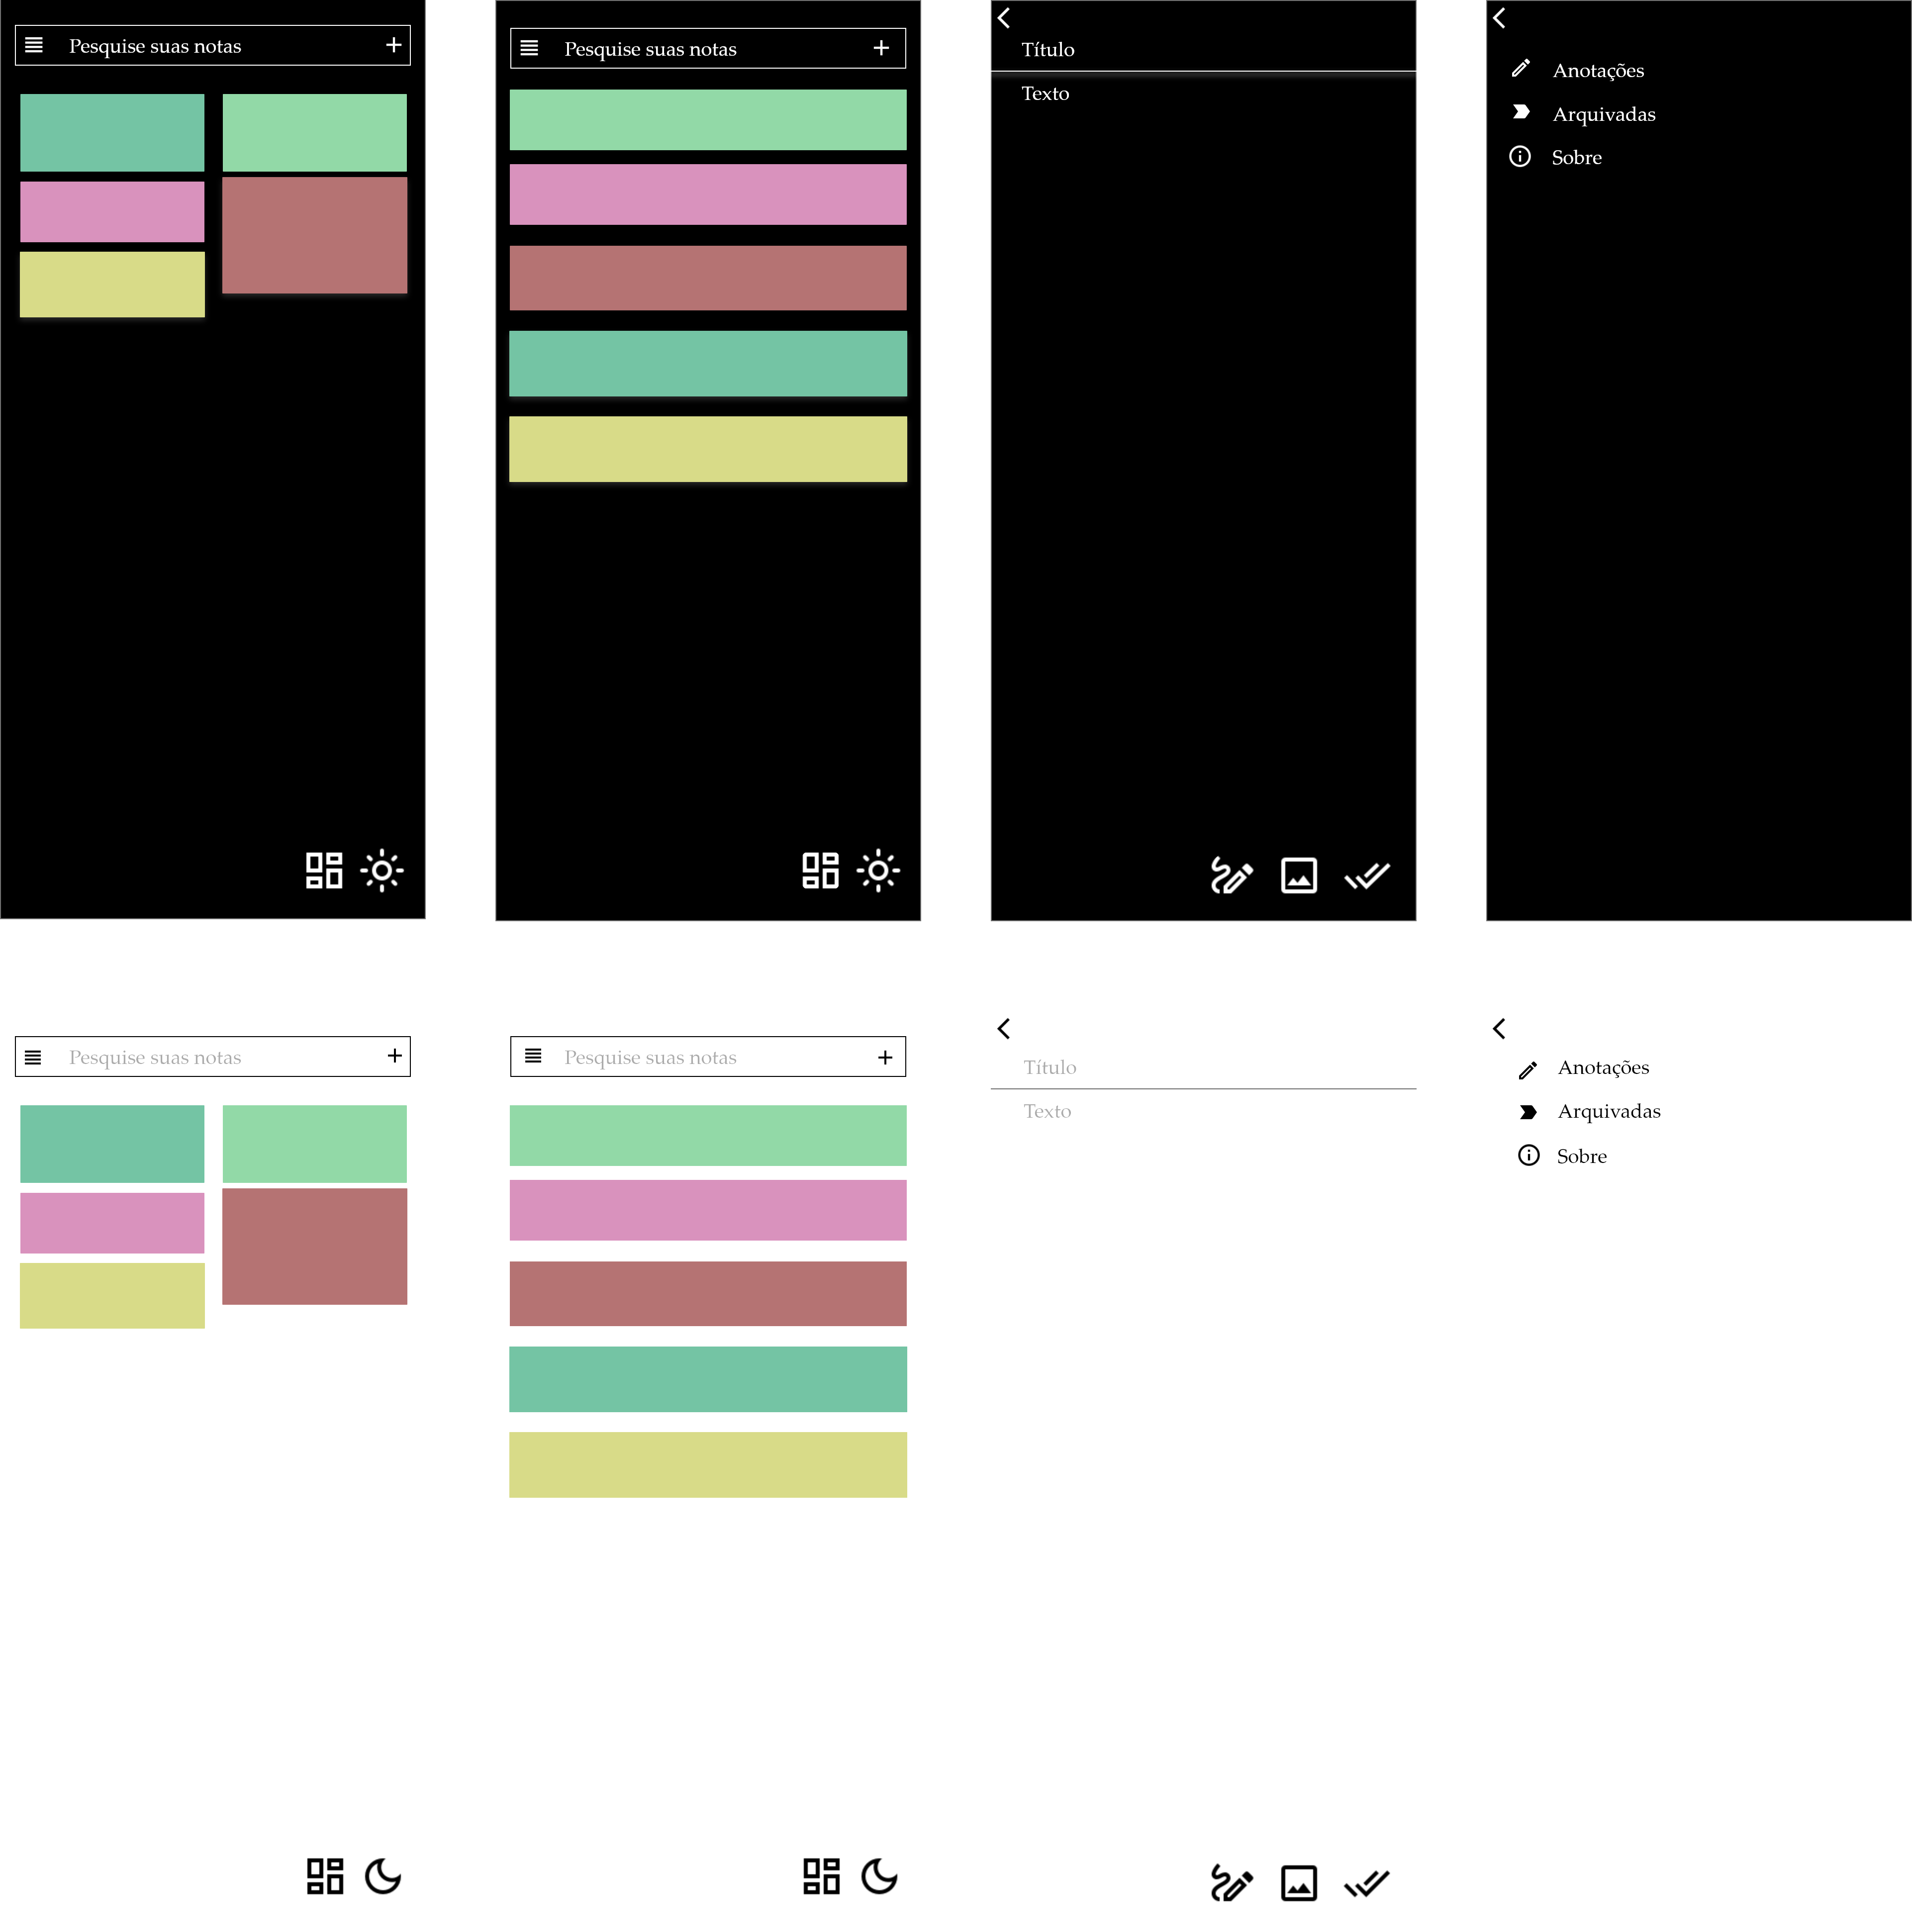 Pesquise suas notas
Pesquise suas notas
Título
Texto
Anotações
Arquivadas
Sobre
Pesquise suas notas
Pesquise suas notas
Título
Texto
Anotações
Arquivadas
Sobre